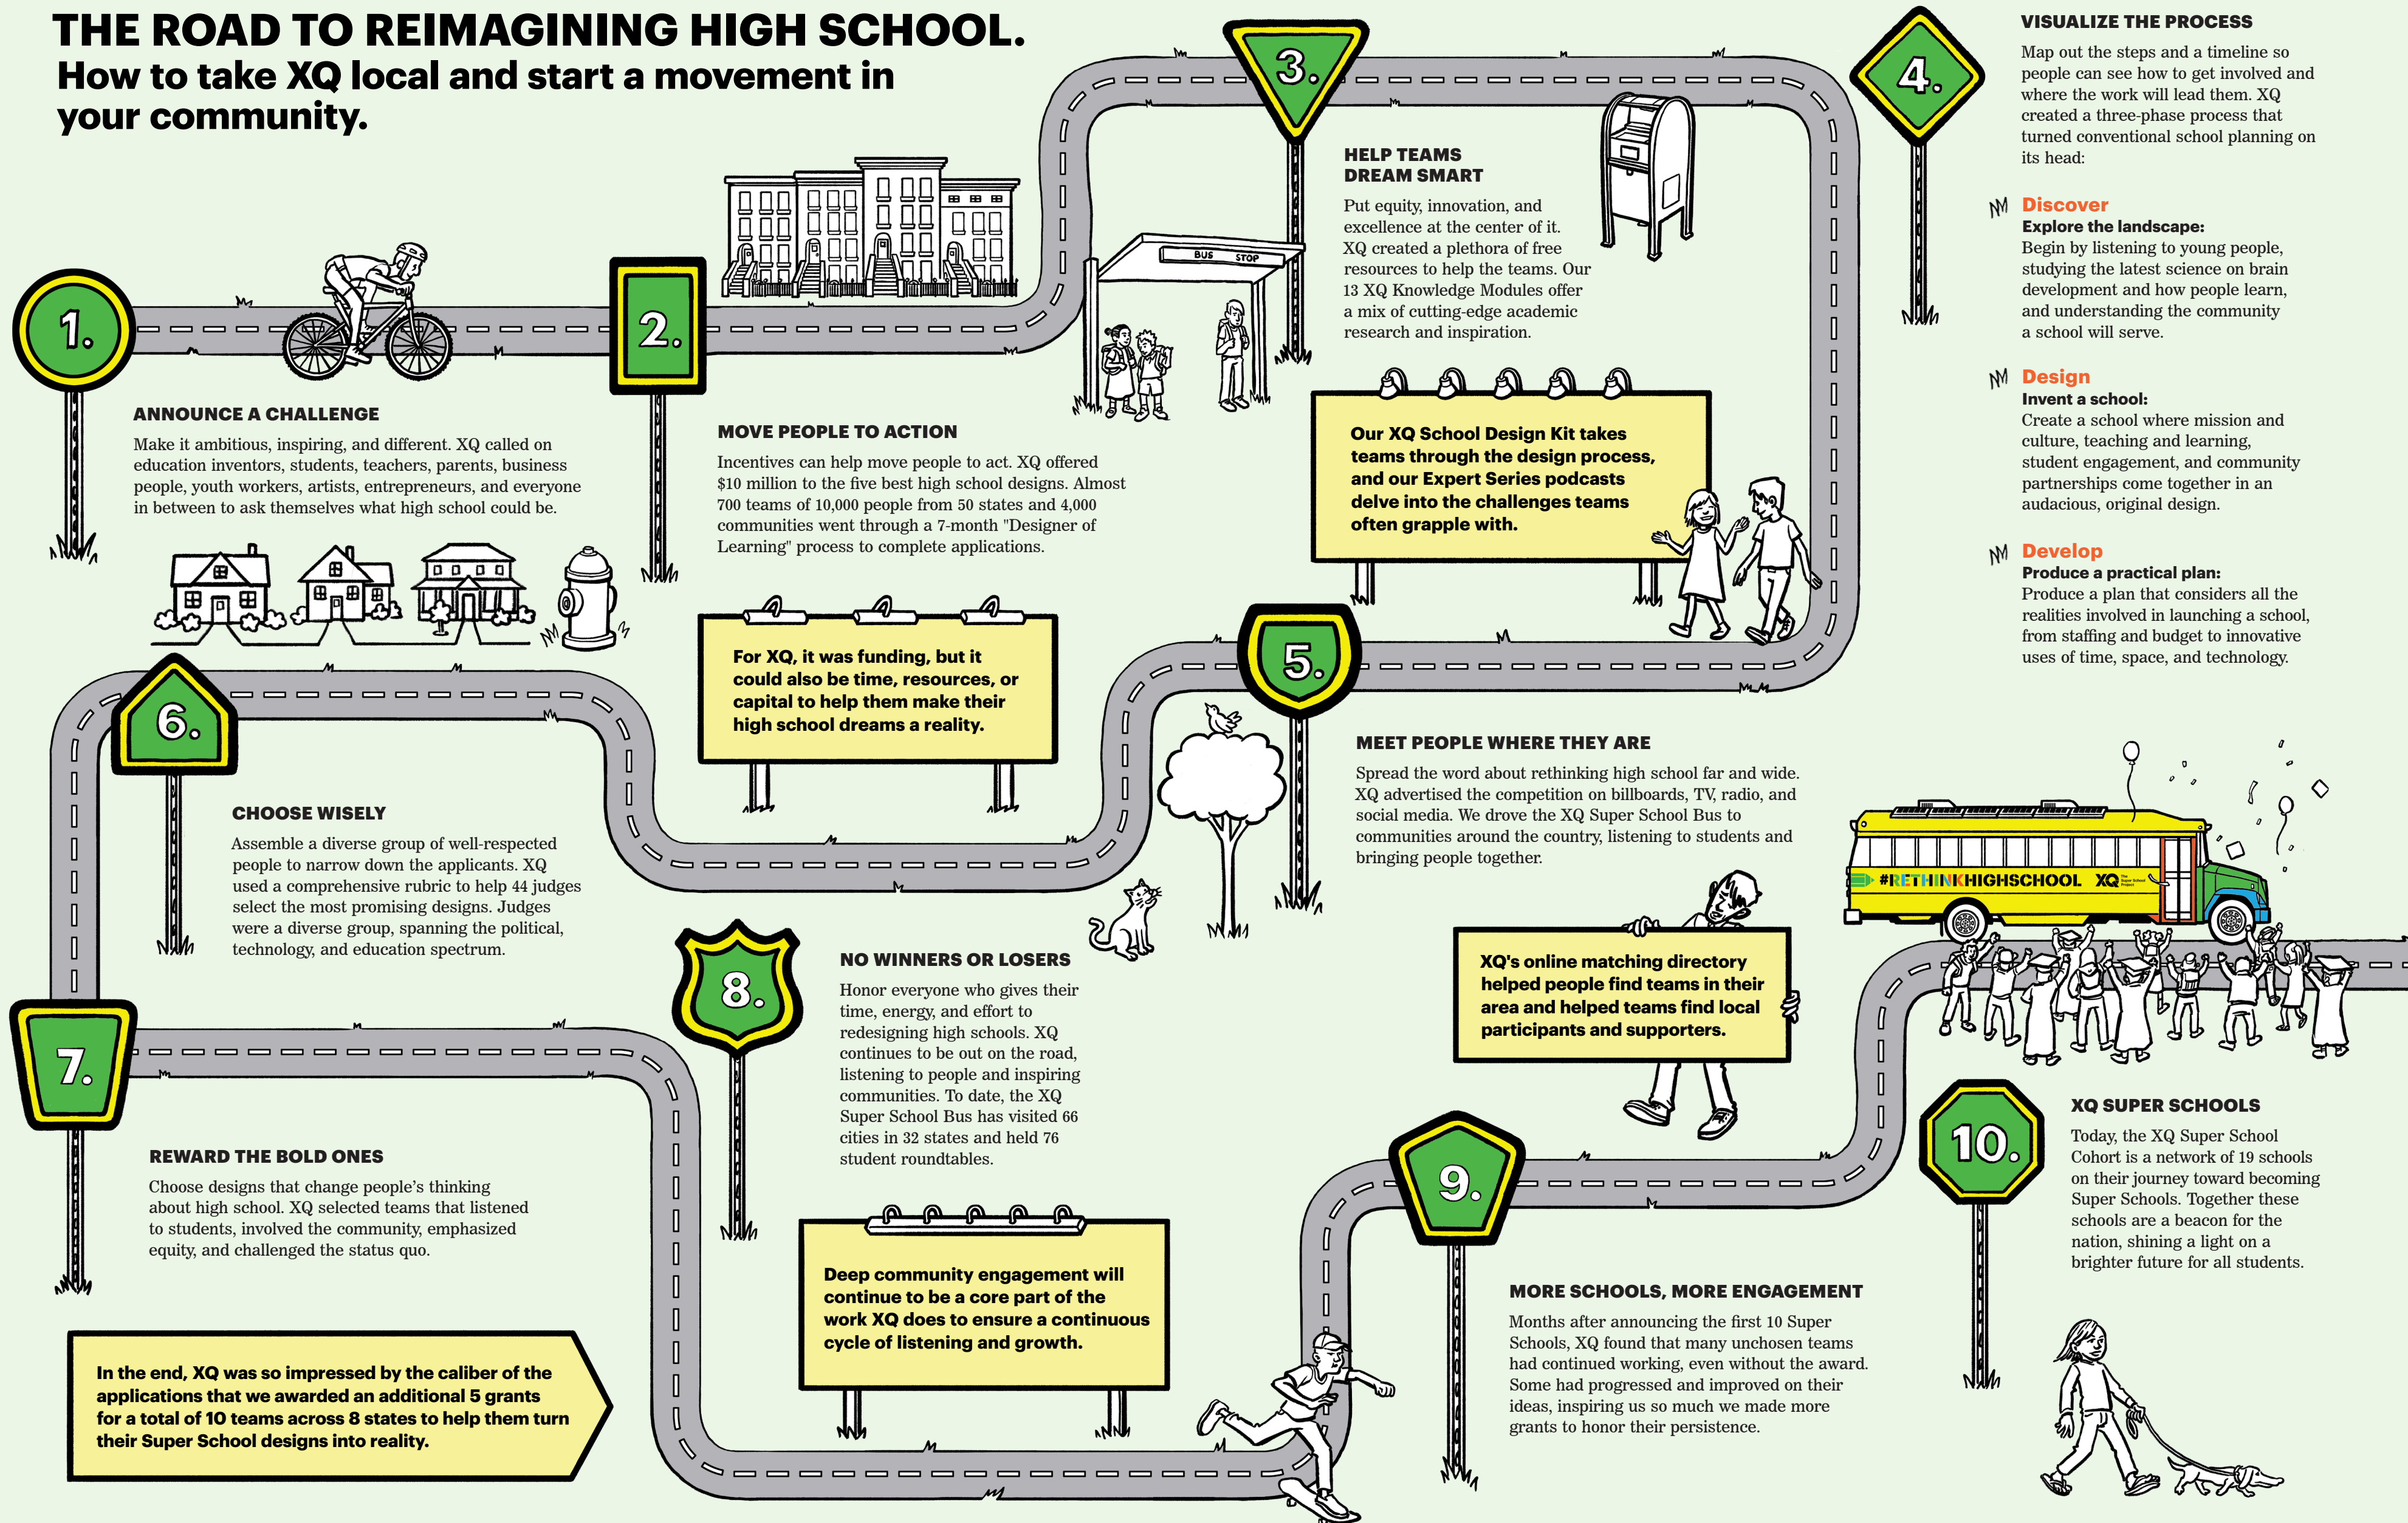 THE ROAD TO REIMAGINING HIGH SCHOOL.
How to take XQ local and start a movement in
your community.
1.
ANNOUNCE A CHALLENGE
Make it ambitious, inspiring, and different. XQ called on
education inventors, students, teachers, parents, business
people, youth workers, artists, entrepreneurs, and everyone
in between to ask themselves what high school could be.
2.
MOVE PEOPLE TO ACTION
Incentives can help move people to act. XQ offered
$10 million to the five best high school designs. Almost
700 teams of 10,000 people from 50 states and 4,000
communities went through a 7-month "Designer of
Learning" process to complete applications.
For XQ, it was funding, but it
could also be time, resources, or
capital to help them make their
high school dreams a reality.
BUS STOP
3.
HELP TEAMS
DREAM SMART
Put equity, innovation, and
excellence at the center of it.
XQ created a plethora of free
resources to help the teams. Our
13 XQ Knowledge Modules offer
a mix of cutting-edge academic
research and inspiration.
Our XQ School Design Kit takes
teams through the design process,
and our Expert Series podcasts
delve into the challenges teams
often grapple with.
4.
VISUALIZE THE PROCESS
Map out the steps and a timeline so
people can see how to get involved and
where the work will lead them. XQ
created a three-phase process that
turned conventional school planning on
its head:
Discover
Explore the landscape:
Begin by listening to young people,
studying the latest science on brain
development and how people learn,
and understanding the community
a school will serve.
Design
Invent a school:
Create a school where mission and
culture, teaching and learning,
student engagement, and community
partnerships come together in an
audacious, original design.
Develop
Produce a practical plan:
Produce a plan that considers all the
realities involved in launching a school,
from staffing and budget to innovative
uses of time, space, and technology.
5.
MEET PEOPLE WHERE THEY ARE
Spread the word about rethinking high school far and wide.
XQ advertised the competition on billboards, TV, radio, and
social media. We drove the XQ Super School Bus to
communities around the country, listening to students and
bringing people together.
XQ's online matching directory
helped people find teams in their
area and helped teams find local
participants and supporters.
#RETHINKHIGHSCHOOL XQ The Super School Project
6.
CHOOSE WISELY
Assemble a diverse group of well-respected
people to narrow down the applicants. XQ
used a comprehensive rubric to help 44 judges
select the most promising designs. Judges
were a diverse group, spanning the political,
technology, and education spectrum.
7.
REWARD THE BOLD ONES
Choose designs that change people’s thinking
about high school. XQ selected teams that listened
to students, involved the community, emphasized
equity, and challenged the status quo.
In the end, XQ was so impressed by the caliber of the
applications that we awarded an additional 5 grants
for a total of 10 teams across 8 states to help them turn
their Super School designs into reality.
8.
NO WINNERS OR LOSERS
Honor everyone who gives their
time, energy, and effort to
redesigning high schools. XQ
continues to be out on the road,
listening to people and inspiring
communities. To date, the XQ
Super School Bus has visited 66
cities in 32 states and held 76
student roundtables.
Deep community engagement will
continue to be a core part of the
work XQ does to ensure a continuous
cycle of listening and growth.
9.
MORE SCHOOLS, MORE ENGAGEMENT
Months after announcing the first 10 Super
Schools, XQ found that many unchosen teams
had continued working, even without the award.
Some had progressed and improved on their
ideas, inspiring us so much we made more
grants to honor their persistence.
10.
XQ SUPER SCHOOLS
Today, the XQ Super School
Cohort is a network of 19 schools
on their journey toward becoming
Super Schools. Together these
schools are a beacon for the
nation, shining a light on a
brighter future for all students.